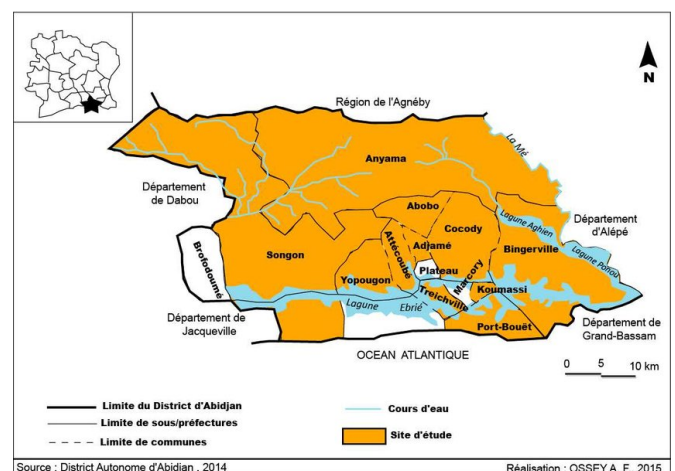 N
Région de l'Agnéby
La Mé
Anyama
Département
de Dabou
Abobo
Cocody
Lagune Aghien
Département
d'Alépé
Brofodoumé
Songon
Attécoubé
Adjamé
Bingerville
Lagune Potou
Yopougon
Plateau
Marcory
Koumassi
Treichville
Lagune Ebrié
Département de
Jacqueville
Port-Bouët
Département de
Grand-Bassam
OCEAN ATLANTIQUE
0 5 10 km
Limite du District d'Abidjan
Cours d'eau
Limite de sous/préfectures
Limite de communes
Site d'étude
Source : District Autonome d'Abidjan , 2014
Réalisation : OSSEY A. F., 2015